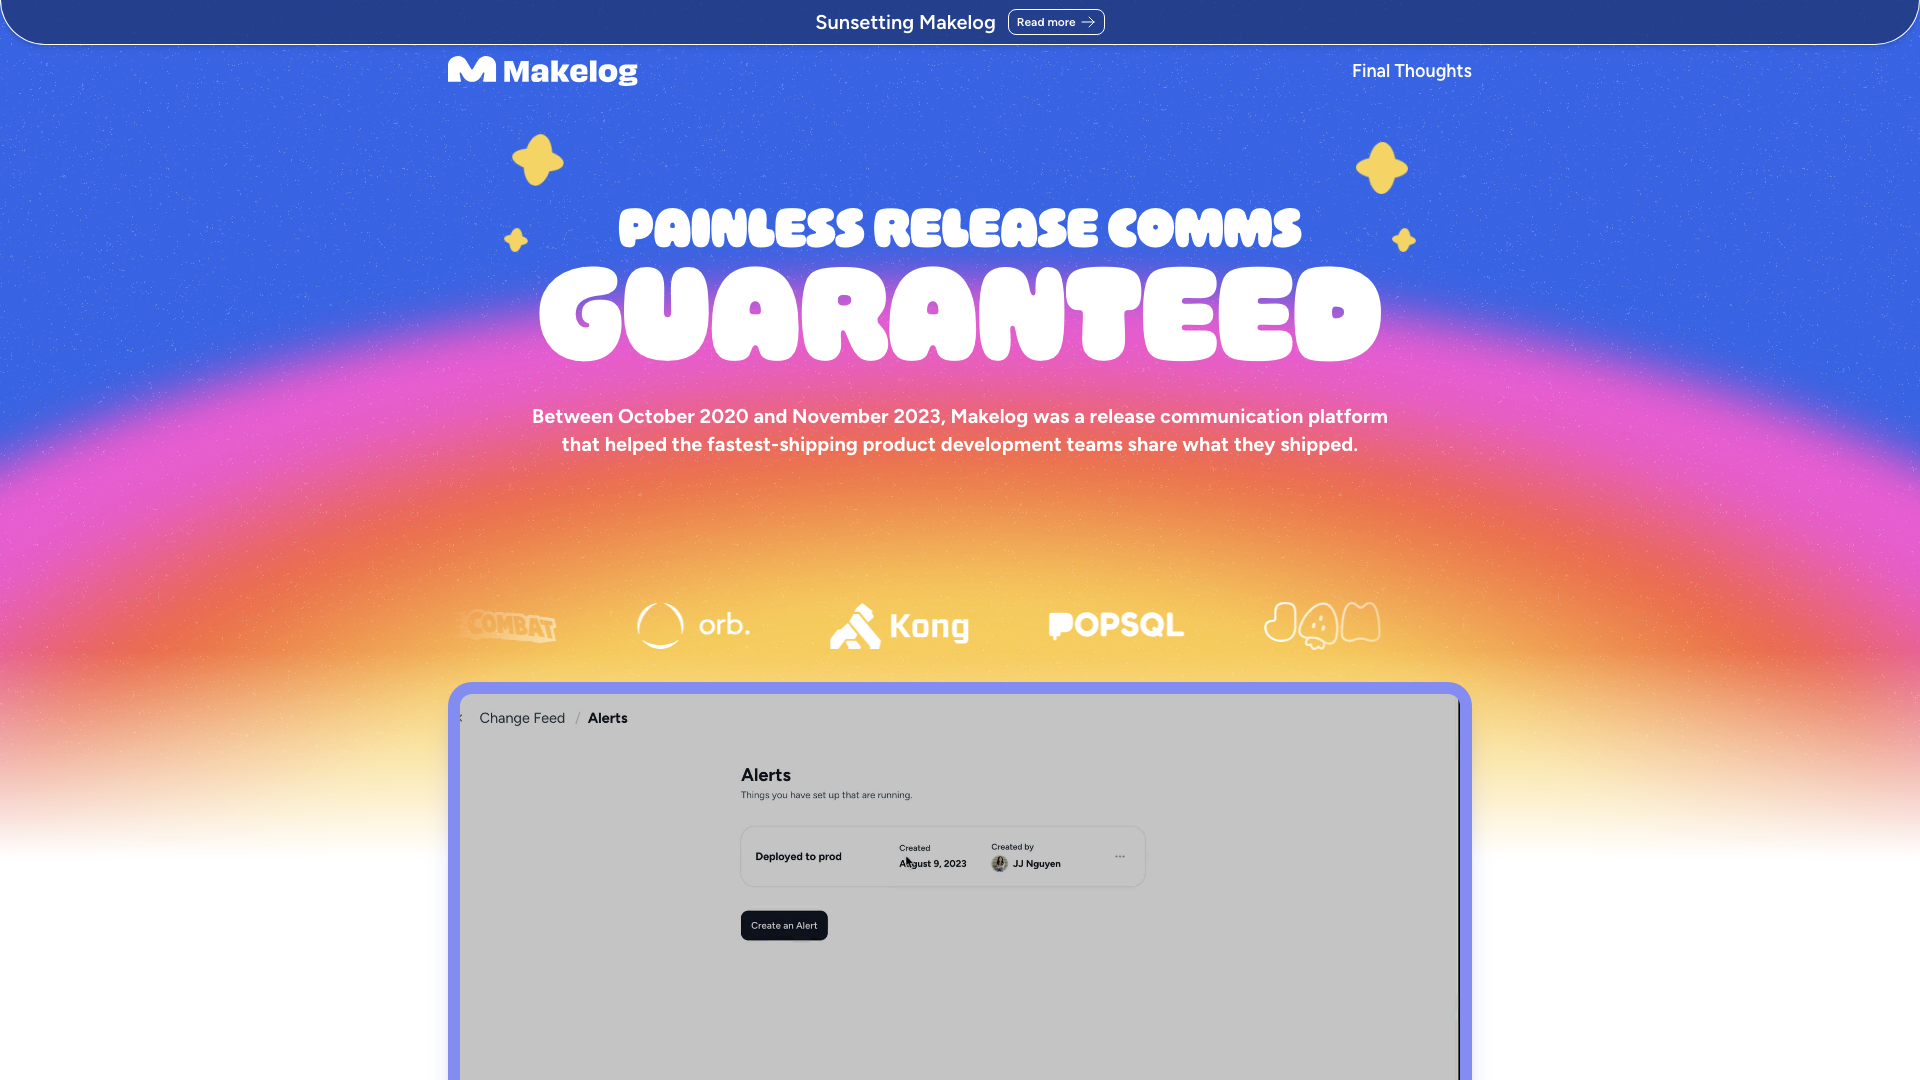 Sunsetting Makelog
Read more
Makelog
Final Thoughts
PAINLESS RELEASE COMMS
GUARANTEED
Between October 2020 and November 2023, Makelog was a release communication platform
that helped the fastest-shipping product development teams share what they shipped.
COMBAT
orb.
Kong
POPSQL
JAM
Change Feed / Alerts
Alerts
Things you have set up that are running.
Created
Created by
Deployed to prod
August 9, 2023
JJ Nguyen
Create an Alert